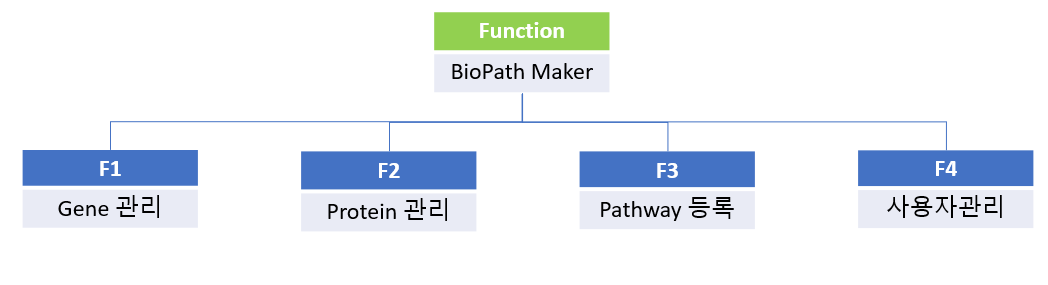 Function
BioPath Maker
F1
Gene 관리
F2
Protein 관리
F3
Pathway 등록
F4
사용자관리